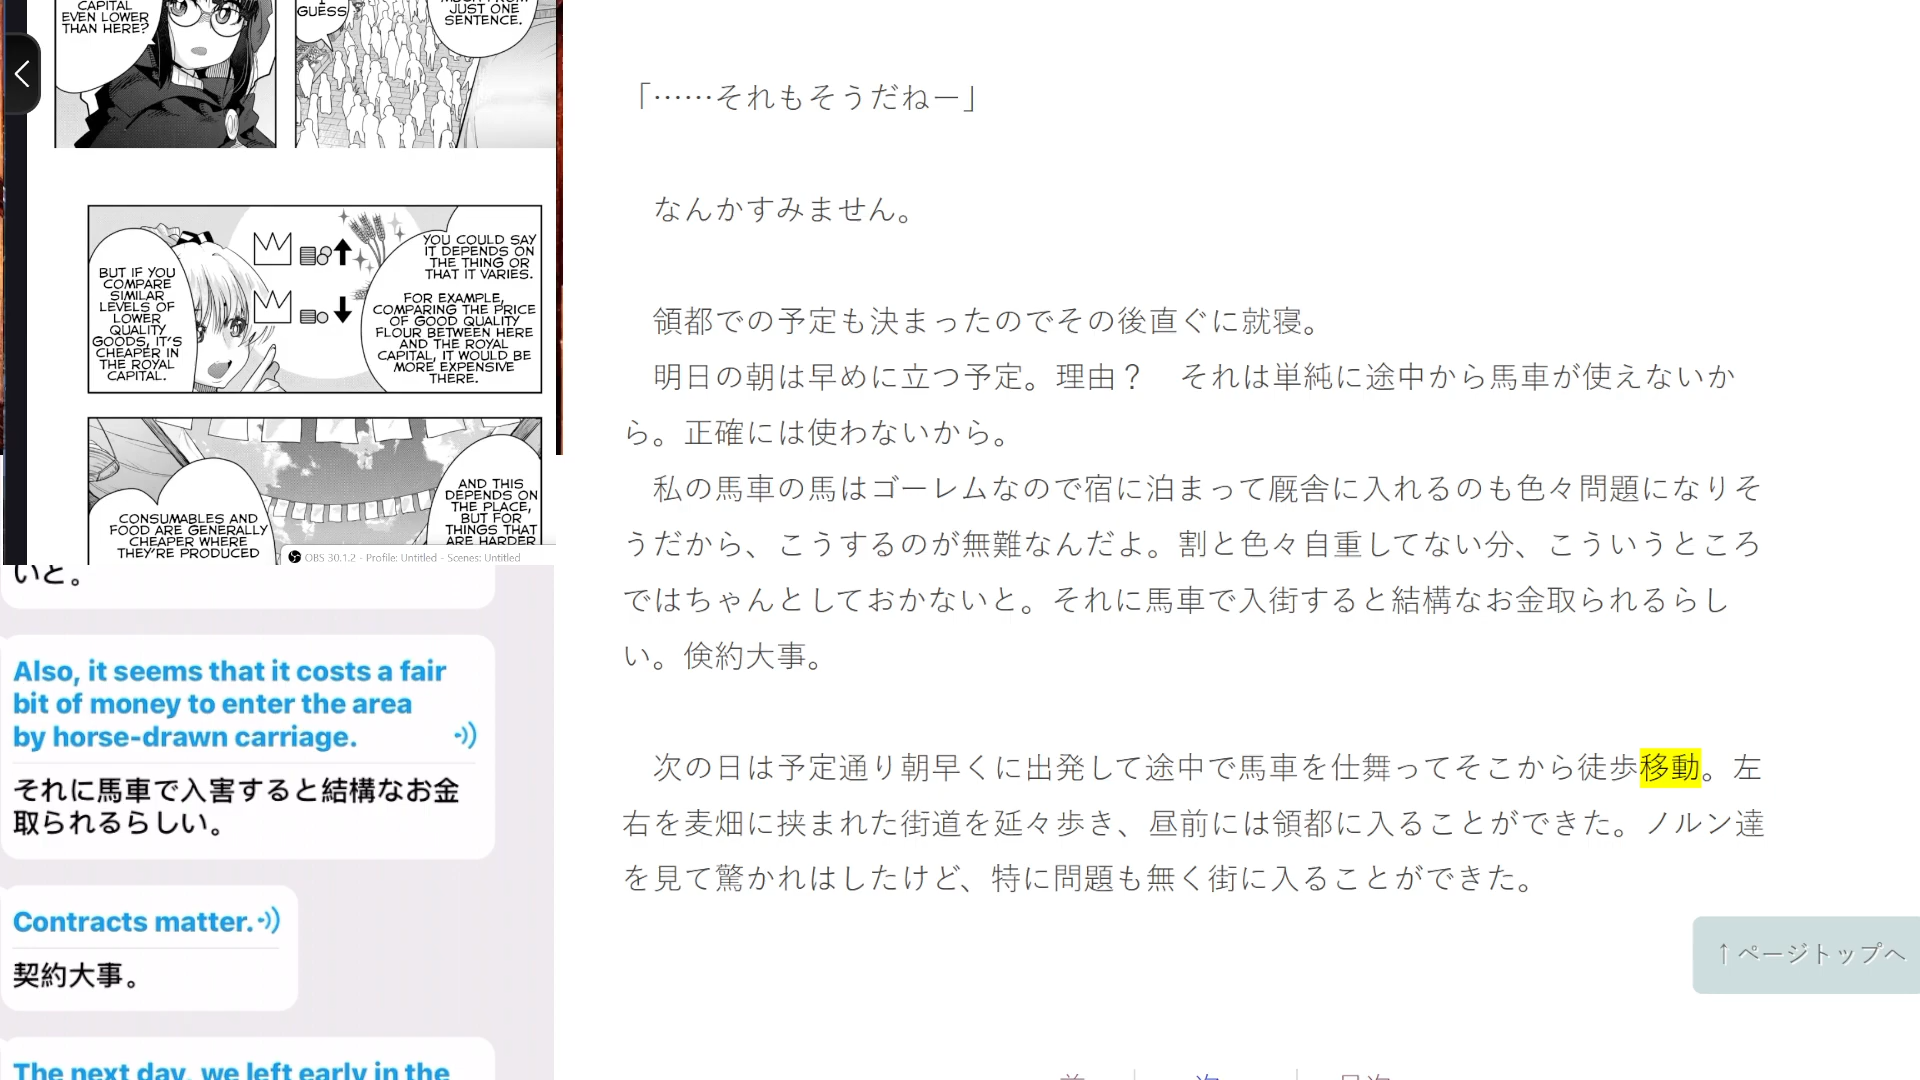 CAPITAL
EVEN LOWER
THAN HERE?
I
GUESS
JUST ONE
SENTENCE.
YOU COULD SAY
IT DEPENDS ON
THE THING OR
THAT IT VARIES.
FOR EXAMPLE,
COMPARING THE PRICE
OF GOOD QUALITY
FLOUR BETWEEN HERE
AND THE ROYAL
CAPITAL, IT WOULD BE
MORE EXPENSIVE
THERE.
BUT IF YOU
COMPARE
SIMILAR
LEVELS OF
LOWER
QUALITY
GOODS, IT'S
CHEAPER IN
THE ROYAL
CAPITAL.
AND THIS
DEPENDS ON
THE PLACE,
BUT FOR
THINGS THAT
ARE HARDER
CONSUMABLES AND
FOOD ARE GENERALLY
CHEAPER WHERE
THEY'RE PRODUCED
OBS 30.1.2 - Profile: Untitled - Scenes: Untitled
いと。
Also, it seems that it costs a fair
bit of money to enter the area
by horse-drawn carriage.
それに馬車で入害すると結構なお金
取られるらしい。
Contracts matter.
契約大事。
The next day, we left early in the
「……それもそうだねー」
なんかすみません。
領都での予定も決まったのでその後直ぐに就寝。
明日の朝は早めに立つ予定。理由？　それは単純に途中から馬車が使えないか
ら。正確には使わないから。
私の馬車の馬はゴーレムなので宿に泊まって厩舎に入れるのも色々問題になりそ
うだから、こうするのが無難なんだよ。割と色々自重してない分、こういうところ
ではちゃんとしておかないと。それに馬車で入街すると結構なお金取られるらし
い。倹約大事。
次の日は予定通り朝早くに出発して途中で馬車を仕舞ってそこから徒歩移動。左
右を麦畑に挟まれた街道を延々歩き、昼前には領都に入ることができた。ノルン達
を見て驚かれはしたけど、特に問題も無く街に入ることができた。
↑ページトップへ